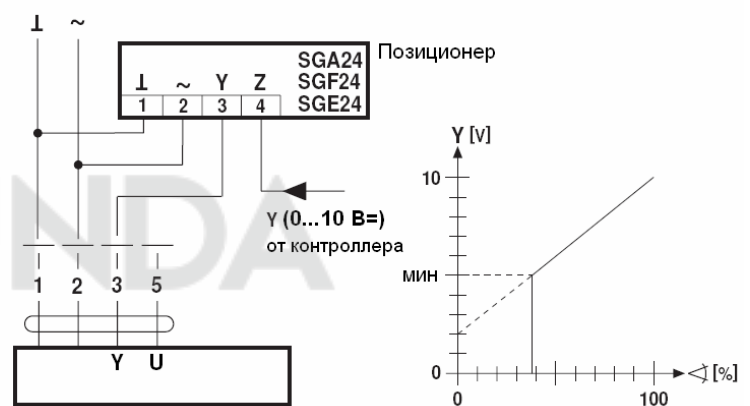 ⊥ ~
SGA24 Позиционер
SGF24
SGE24
⊥ ~ Y Z
1 2 3 4
Y (0...10 В=)
от контроллера
1 2 3 5
Y U
NDA
Y [V]
10
мин
0
0 100 [%]